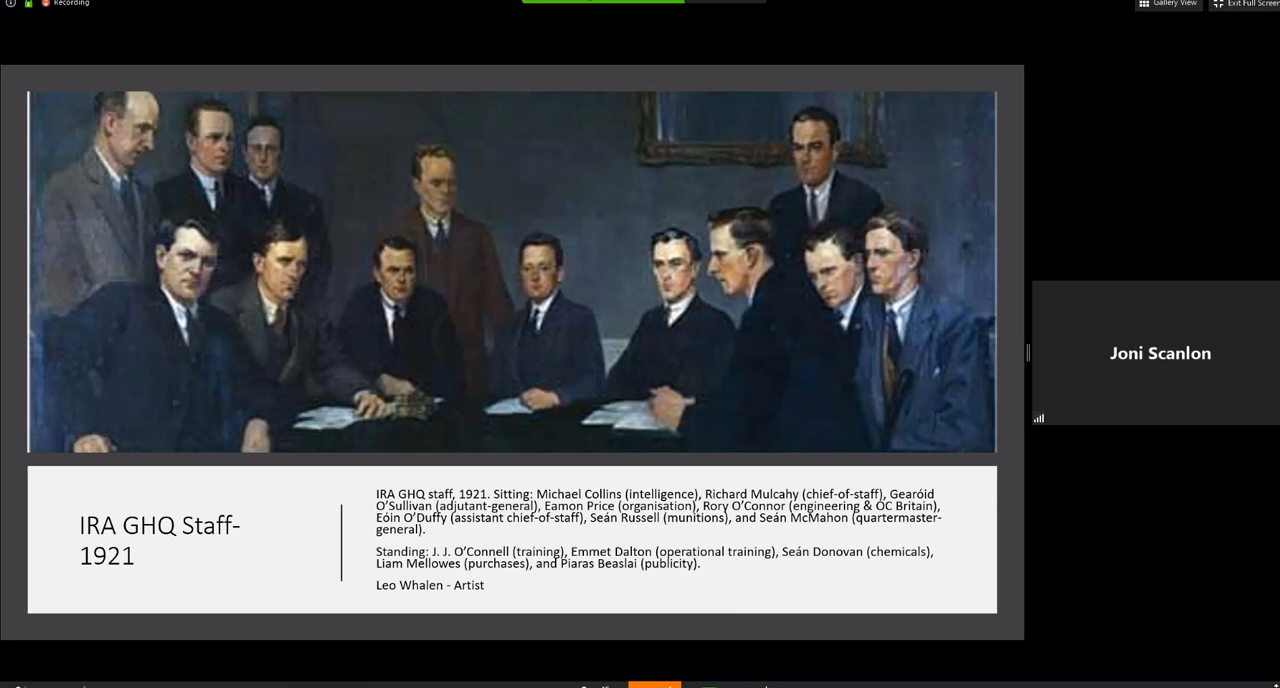 Recording
Gallery View
Exit Full Screen
IRA GHQ Staff-
1921
IRA GHQ staff, 1921. Sitting: Michael Collins (intelligence), Richard Mulcahy (chief-of-staff), Gearóid
O'Sullivan (adjutant-general), Eamon Price (organisation), Rory O'Connor (engineering & OC Britain),
Eóin O'Duffy (assistant chief-of-staff), Seán Russell (munitions), and Seán McMahon (quartermaster-
general).
Standing: J. J. O'Connell (training), Emmet Dalton (operational training), Seán Donovan (chemicals),
Liam Mellowes (purchases), and Piaras Beaslai (publicity).
Leo Whalen - Artist
Joni Scanlon